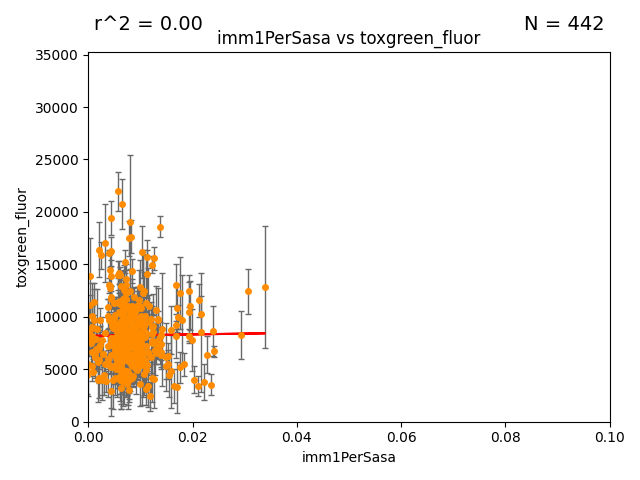 r^2 = 0.00
N = 442
imm1PerSasa vs toxgreen_fluor
35000
30000
25000
20000
15000
10000
5000
0
toxgreen_fluor
0.00 0.02 0.04 0.06 0.08 0.10
imm1PerSasa